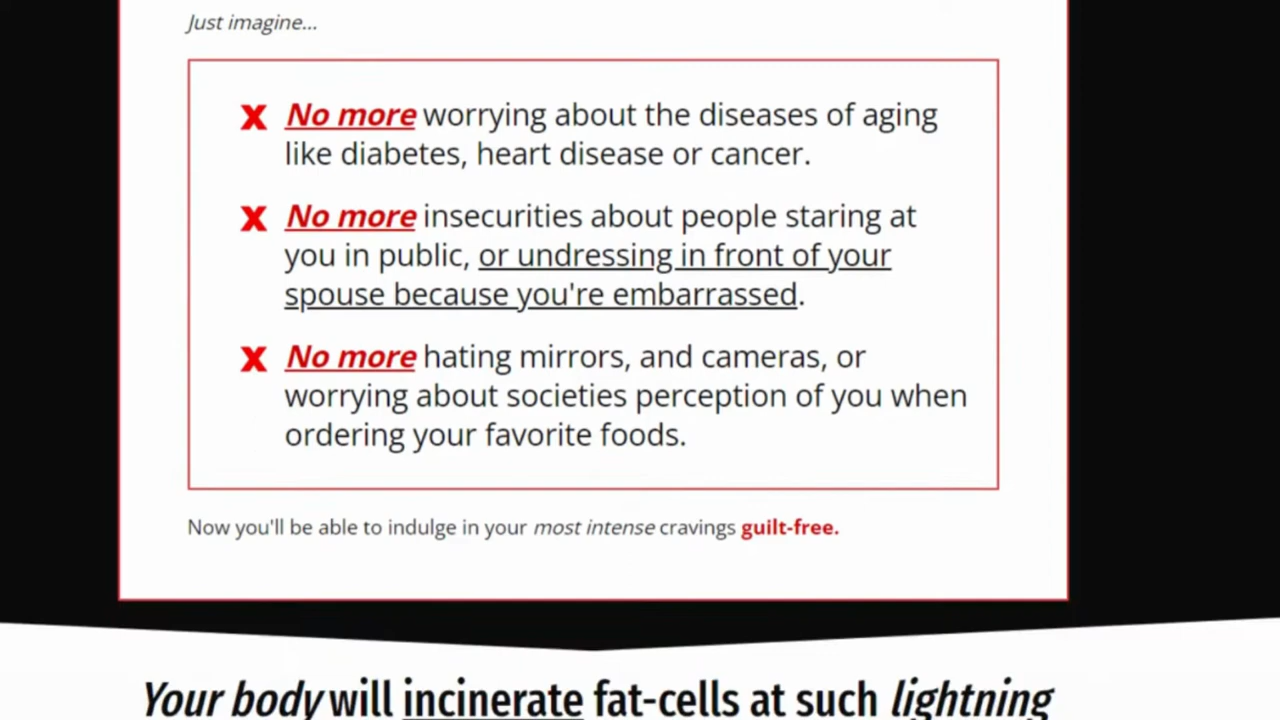 Just imagine...
x No more worrying about the diseases of aging
like diabetes, heart disease or cancer.
x No more insecurities about people staring at
you in public, or undressing in front of your
spouse because you're embarrassed.
x No more hating mirrors, and cameras, or
worrying about societies perception of you when
ordering your favorite foods.
Now you'll be able to indulge in your most intense cravings guilt-free.
Your body will incinerate fat-cells at such lightning